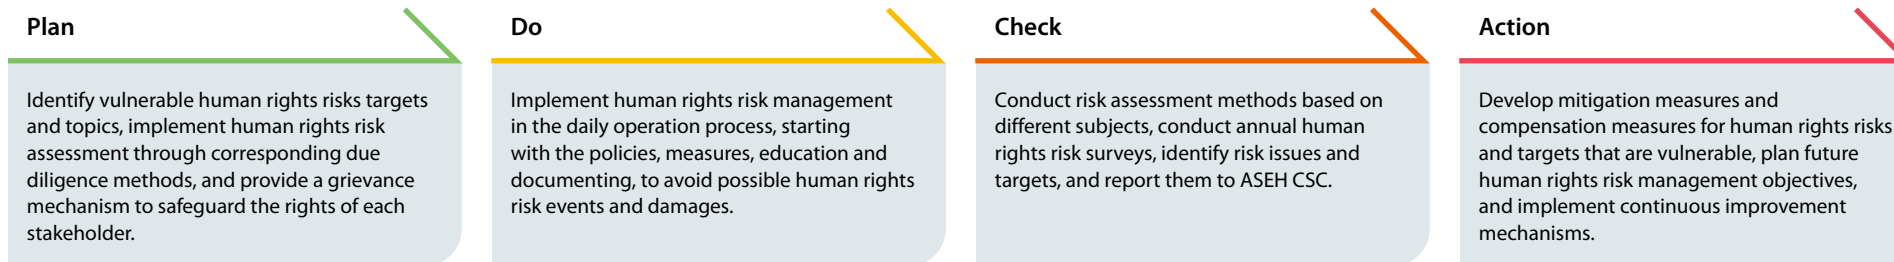 Plan
Identify vulnerable human rights risks targets
and topics, implement human rights risk
assessment through corresponding due
diligence methods, and provide a grievance
mechanism to safeguard the rights of each
stakeholder.
Do
Implement human rights risk management
in the daily operation process, starting
with the policies, measures, education and
documenting, to avoid possible human rights
risk events and damages.
Check
Conduct risk assessment methods based on
different subjects, conduct annual human
rights risk surveys, identify risk issues and
targets, and report them to ASEH CSC.
Action
Develop mitigation measures and
compensation measures for human rights risks
and targets that are vulnerable, plan future
human rights risk management objectives,
and implement continuous improvement
mechanisms.